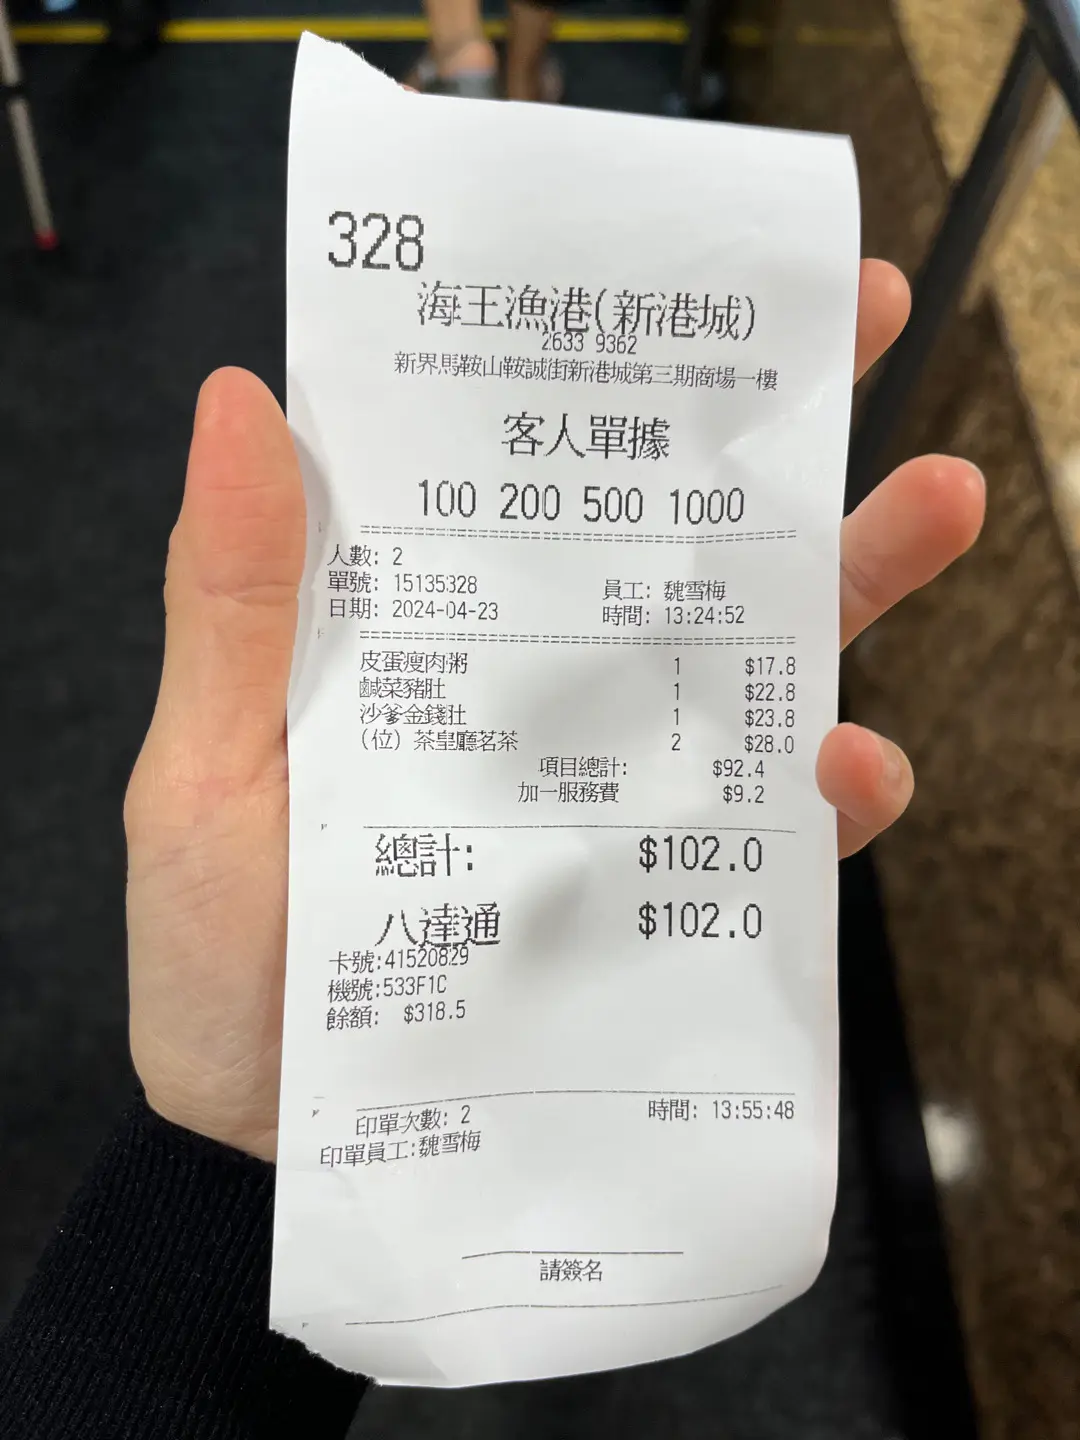 328
海王漁港(新港城)
2633 9362
新界馬鞍山鞍誠街新港城第三期商場一樓
客人單據
100 200 500 1000
人數: 2
單號: 15135328 員工: 魏雪梅
日期: 2024-04-23 時間: 13:24:52
皮蛋瘦肉粥 1 $17.8
鹹菜豬肚 1 $22.8
沙爹金錢肚 1 $23.8
(位) 茶皇廳茗茶 2 $28.0
項目總計: $92.4
加一服務費 $9.2
總計: $102.0
八達通 $102.0
卡號:41520829
機號:533F1C
餘額: $318.5
印單次數: 2 時間: 13:55:48
印單員工:魏雪梅
請簽名